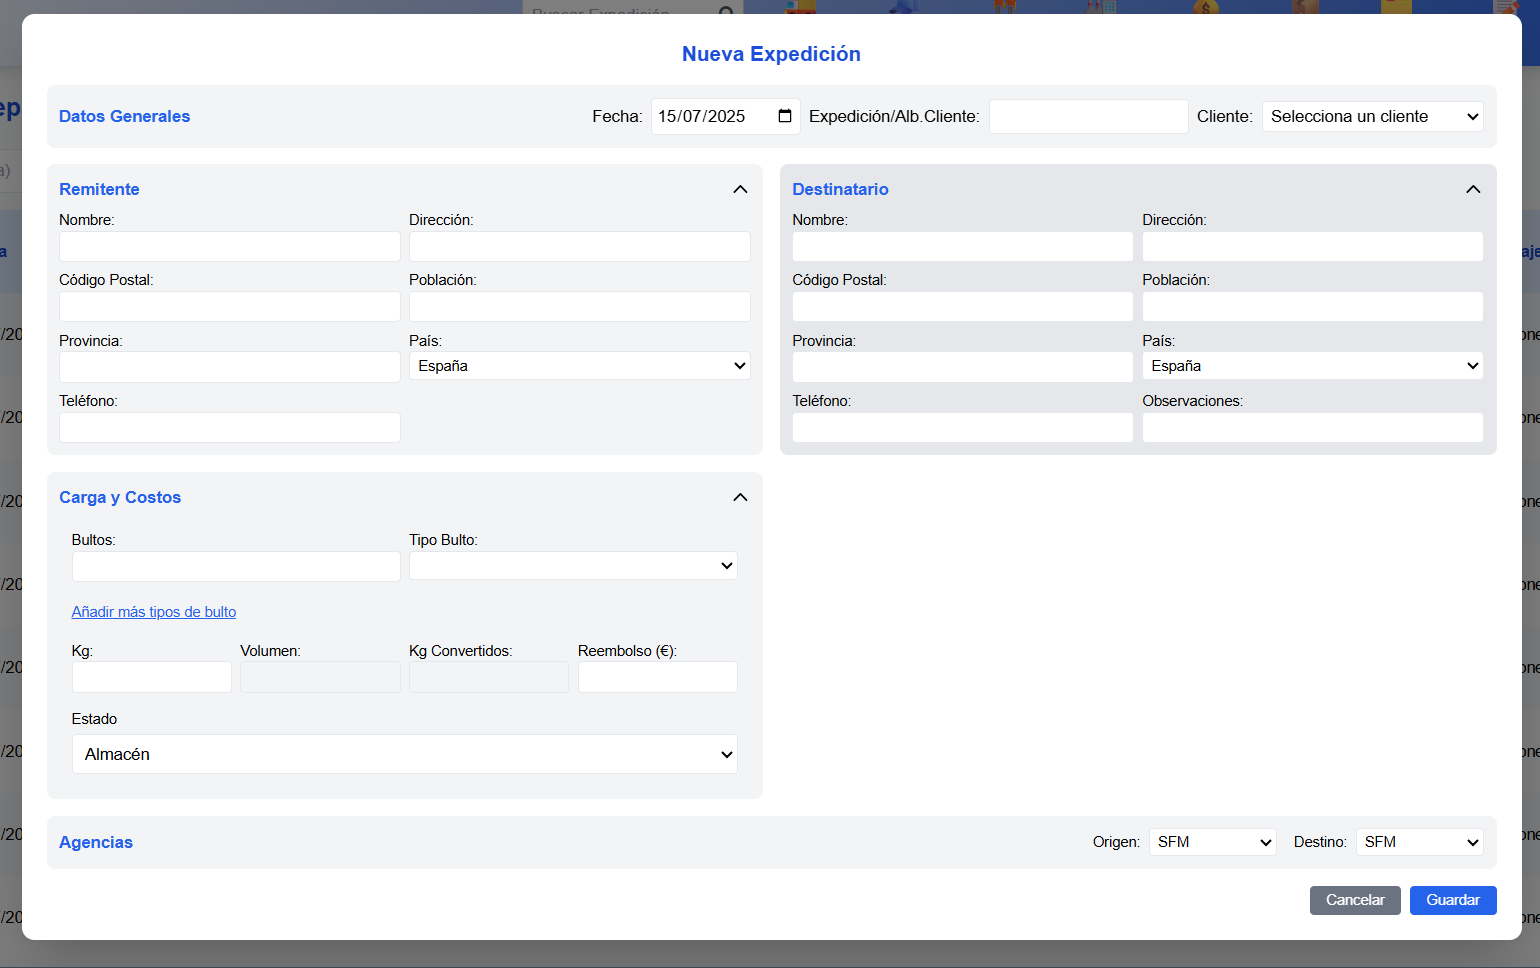 Nueva Expedición
Datos Generales Fecha: 15/07/2025 Expedición/Alb.Cliente: Cliente: Selecciona un cliente
Remitente
Nombre: Dirección:
Código Postal: Población:
Provincia: País:
España
Teléfono:
Destinatario
Nombre: Dirección:
Código Postal: Población:
Provincia: País:
España
Teléfono: Observaciones:
Carga y Costos
Bultos: Tipo Bulto:
Añadir más tipos de bulto
Kg: Volumen: Kg Convertidos: Reembolso (€):
Estado
Almacén
Agencias Origen: SFM Destino: SFM
Cancelar Guardar